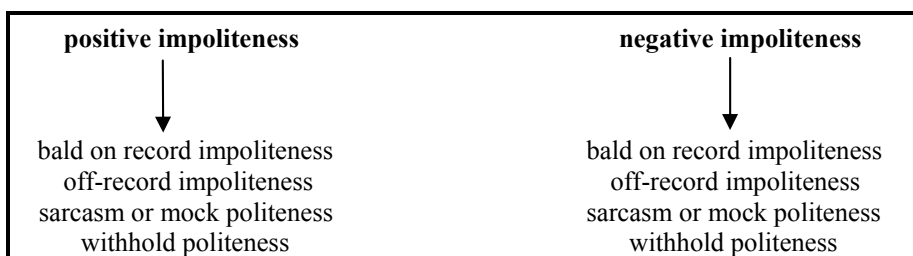 positive impoliteness
bald on record impoliteness
off-record impoliteness
sarcasm or mock politeness
withhold politeness
negative impoliteness
bald on record impoliteness
off-record impoliteness
sarcasm or mock politeness
withhold politeness